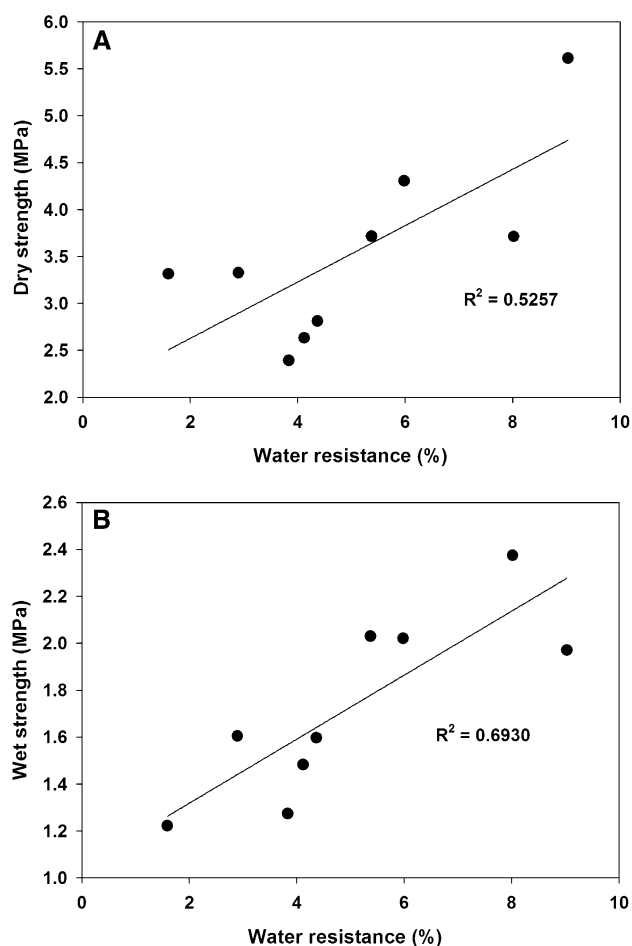 A
6.0
5.5
5.0
4.5
4.0
3.5
3.0
2.5
2.0
Dry strength (MPa)
R² = 0.5257
0 2 4 6 8 10
Water resistance (%)
B
2.6
2.4
2.2
2.0
1.8
1.6
1.4
1.2
1.0
Wet strength (MPa)
R² = 0.6930
0 2 4 6 8 10
Water resistance (%)